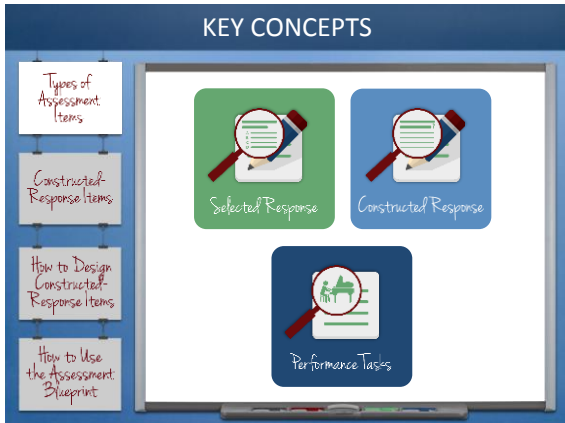 KEY CONCEPTS
Types of
Assessment
Items
Constructed-
Response Items
How to Design
Constructed-
Response Items
How to Use
the Assessment
Blueprint
Selected Response
Constructed Response
Performance Tasks